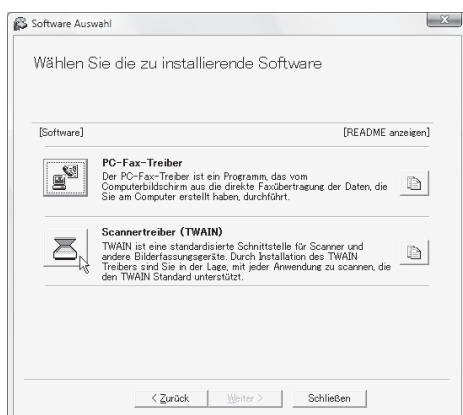 Software Auswahl
Wählen Sie die zu installierende Software
[Software] [README anzeigen]
PC-Fax-Treiber
Der PC-Fax-Treiber ist ein Programm, das vom
Computerbildschirm aus die direkte Faxübertragung der Daten, die
Sie am Computer erstellt haben, durchführt.
Scannertreiber (TWAIN)
TWAIN ist eine standardisierte Schnittstelle für Scanner und
andere Bilderfassungsgeräte. Durch Installation des TWAIN
Treibers sind Sie in der Lage, mit jeder Anwendung zu scannen, die
den TWAIN Standard unterstützt.
< Zurück Weiter > Schließen